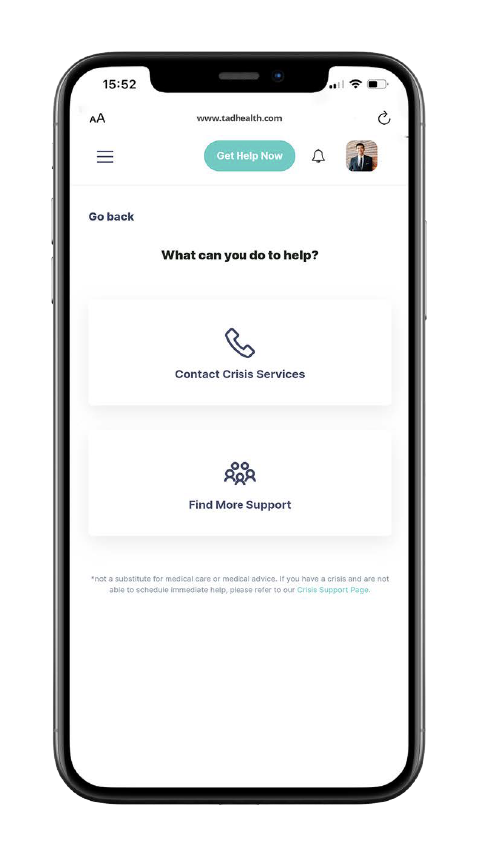 15:52
AA
www.tadhealth.com
Get Help Now
Go back
What can you do to help?
Contact Crisis Services
Find More Support
*not a substitute for medical care or medical advice. If you have a crisis and are not
able to schedule immediate help, please refer to our Crisis Support Page.